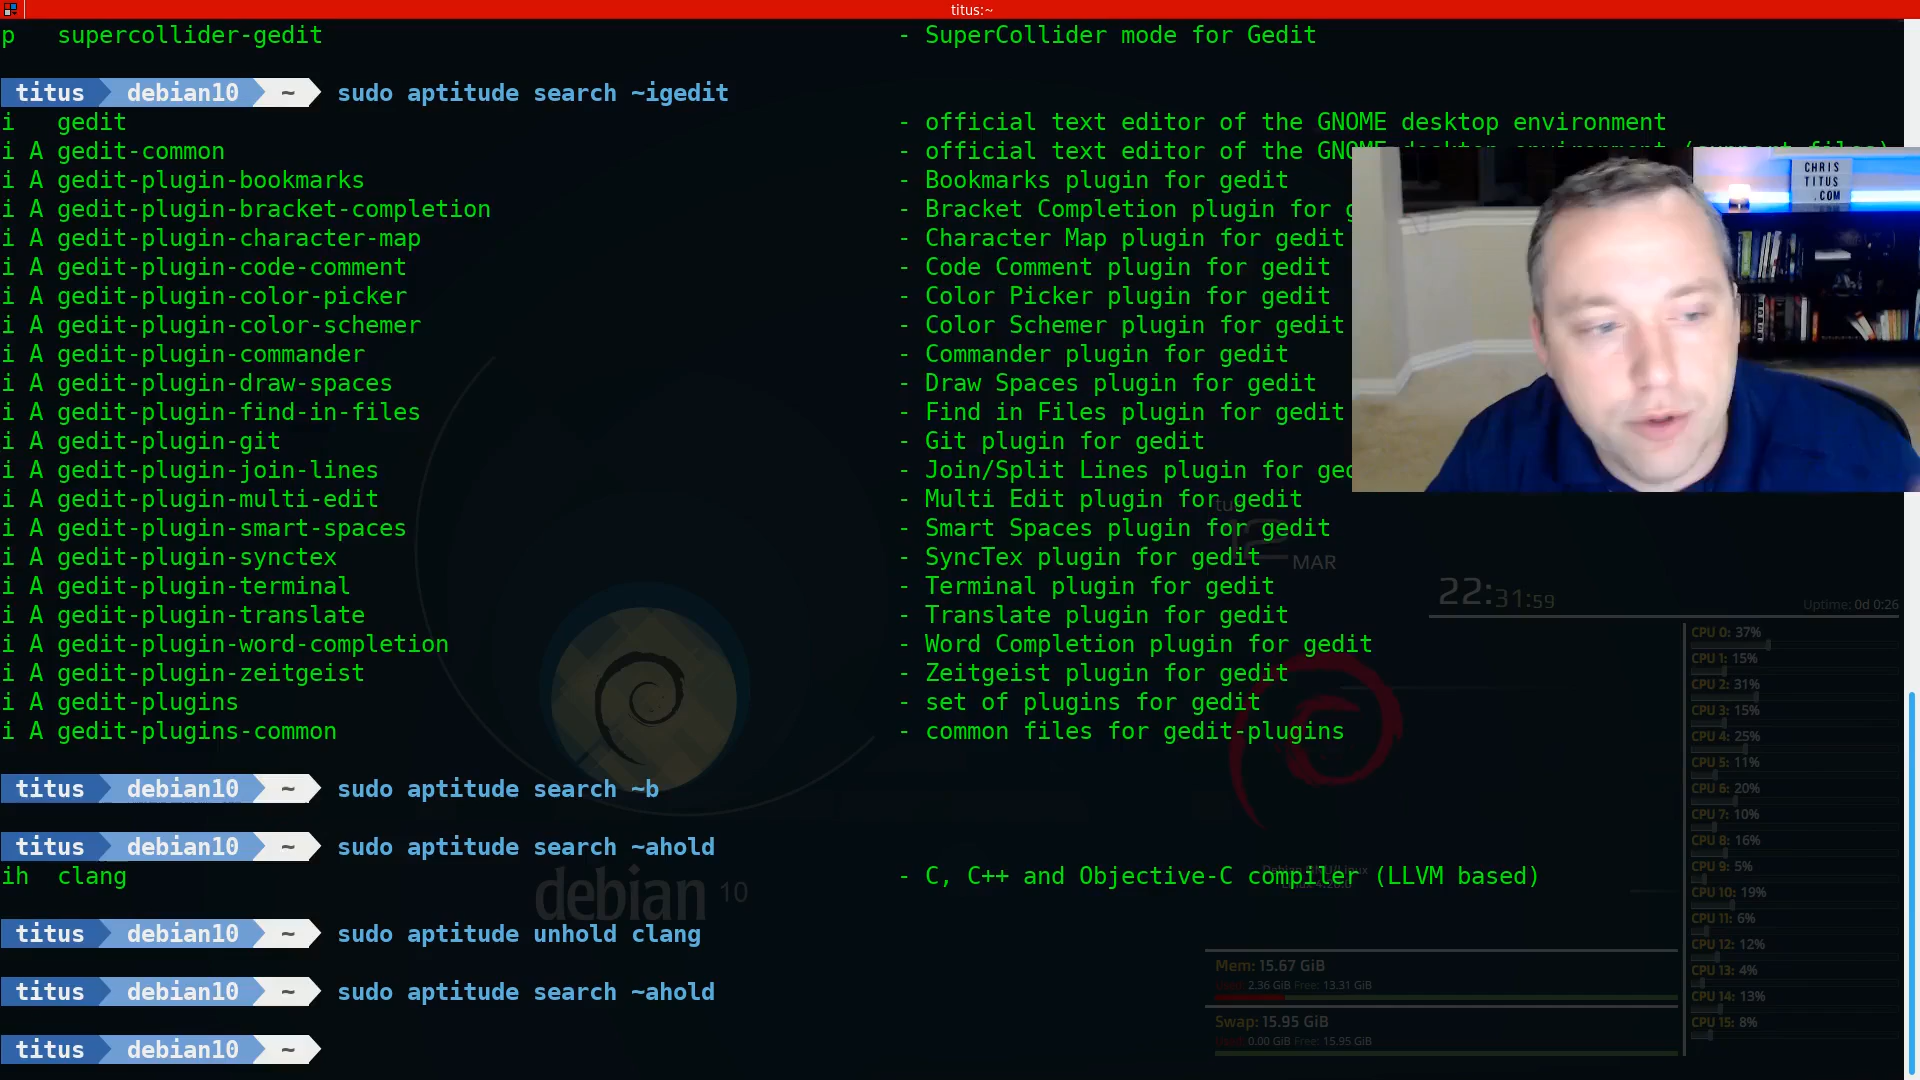 titus:~
p supercollider-gedit - SuperCollider mode for Gedit
titus debian10 ~ sudo aptitude search ~igedit
i gedit - official text editor of the GNOME desktop environment
i A gedit-common - official text editor of the GNOME desktop environment (support files)
i A gedit-plugin-bookmarks - Bookmarks plugin for gedit
i A gedit-plugin-bracket-completion - Bracket Completion plugin for g
i A gedit-plugin-character-map - Character Map plugin for gedit
i A gedit-plugin-code-comment - Code Comment plugin for gedit
i A gedit-plugin-color-picker - Color Picker plugin for gedit
i A gedit-plugin-color-schemer - Color Schemer plugin for gedit
i A gedit-plugin-commander - Commander plugin for gedit
i A gedit-plugin-draw-spaces - Draw Spaces plugin for gedit
i A gedit-plugin-find-in-files - Find in Files plugin for gedit
i A gedit-plugin-git - Git plugin for gedit
i A gedit-plugin-join-lines - Join/Split Lines plugin for ged
i A gedit-plugin-multi-edit - Multi Edit plugin for gedit
i A gedit-plugin-smart-spaces - Smart Spaces plugin for gedit
i A gedit-plugin-synctex - SyncTex plugin for gedit
i A gedit-plugin-terminal - Terminal plugin for gedit
i A gedit-plugin-translate - Translate plugin for gedit
i A gedit-plugin-word-completion - Word Completion plugin for gedit
i A gedit-plugin-zeitgeist - Zeitgeist plugin for gedit
i A gedit-plugins - set of plugins for gedit
i A gedit-plugins-common - common files for gedit-plugins
titus debian10 ~ sudo aptitude search ~b
titus debian10 ~ sudo aptitude search ~ahold
ih clang - C, C++ and Objective-C compiler (LLVM based)
titus debian10 ~ sudo aptitude unhold clang
titus debian10 ~ sudo aptitude search ~ahold
titus debian10 ~
CHRIS
TITUS
.COM
MAR
22:31:59
Uptime: 0d 0:26
CPU 0: 37%
CPU 1: 15%
CPU 2: 31%
CPU 3: 15%
CPU 4: 25%
CPU 5: 11%
CPU 6: 20%
CPU 7: 10%
CPU 8: 16%
CPU 9: 5%
CPU 10: 19%
CPU 11: 6%
CPU 12: 12%
CPU 13: 4%
CPU 14: 13%
CPU 15: 8%
debian 10
Mem: 15.67 GiB
Used: 2.36 GiB Free: 13.31 GiB
Swap: 15.95 GiB
Used: 0.00 GiB Free: 15.95 GiB